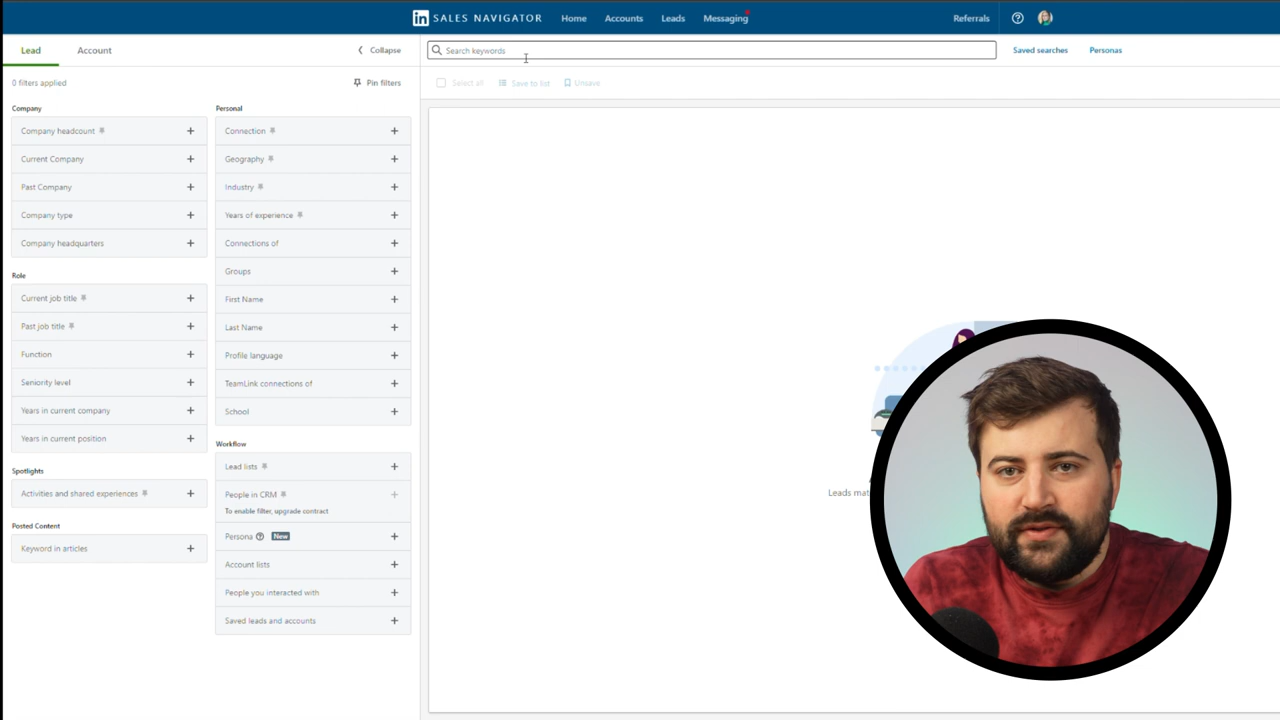 in SALES NAVIGATOR
Home
Accounts
Leads
Messaging
Referrals
Lead
Account
Collapse
Search keywords
Saved searches
Personas
0 filters applied
Pin filters
Select all
Save to list
Unsave
Company
Company headcount
Current Company
Past Company
Company type
Company headquarters
Role
Current job title
Past job title
Function
Seniority level
Years in current company
Years in current position
Spotlights
Activities and shared experiences
Posted Content
Keyword in articles
Personal
Connection
Geography
Industry
Years of experience
Connections of
Groups
First Name
Last Name
Profile language
TeamLink connections of
School
Workflow
Lead lists
People in CRM
To enable filter, upgrade contract
Persona New
Account lists
People you interacted with
Saved leads and accounts
Leads